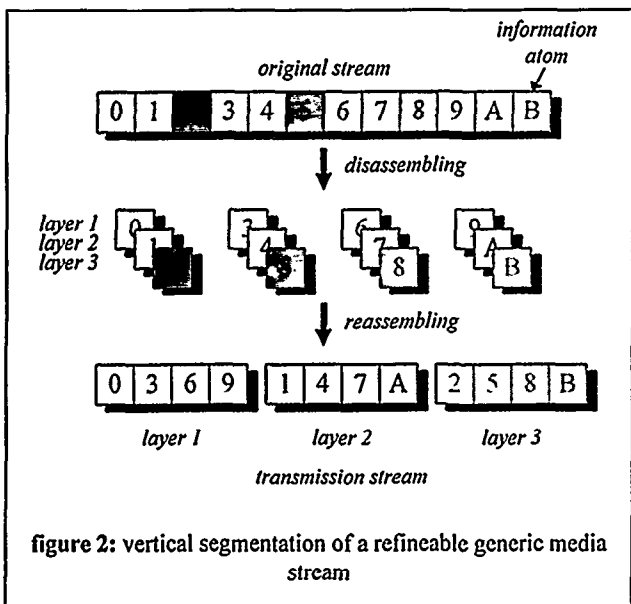 information
atom
original stream
0 1 3 4 5 6 7 8 9 A B
disassembling
layer 1
layer 2
layer 3
0 3 6 9
1 4 7 A
5 8 B
reassembling
0 3 6 9 1 4 7 A 2 5 8 B
layer 1 layer 2 layer 3
transmission stream
figure 2: vertical segmentation of a refineable generic media
stream